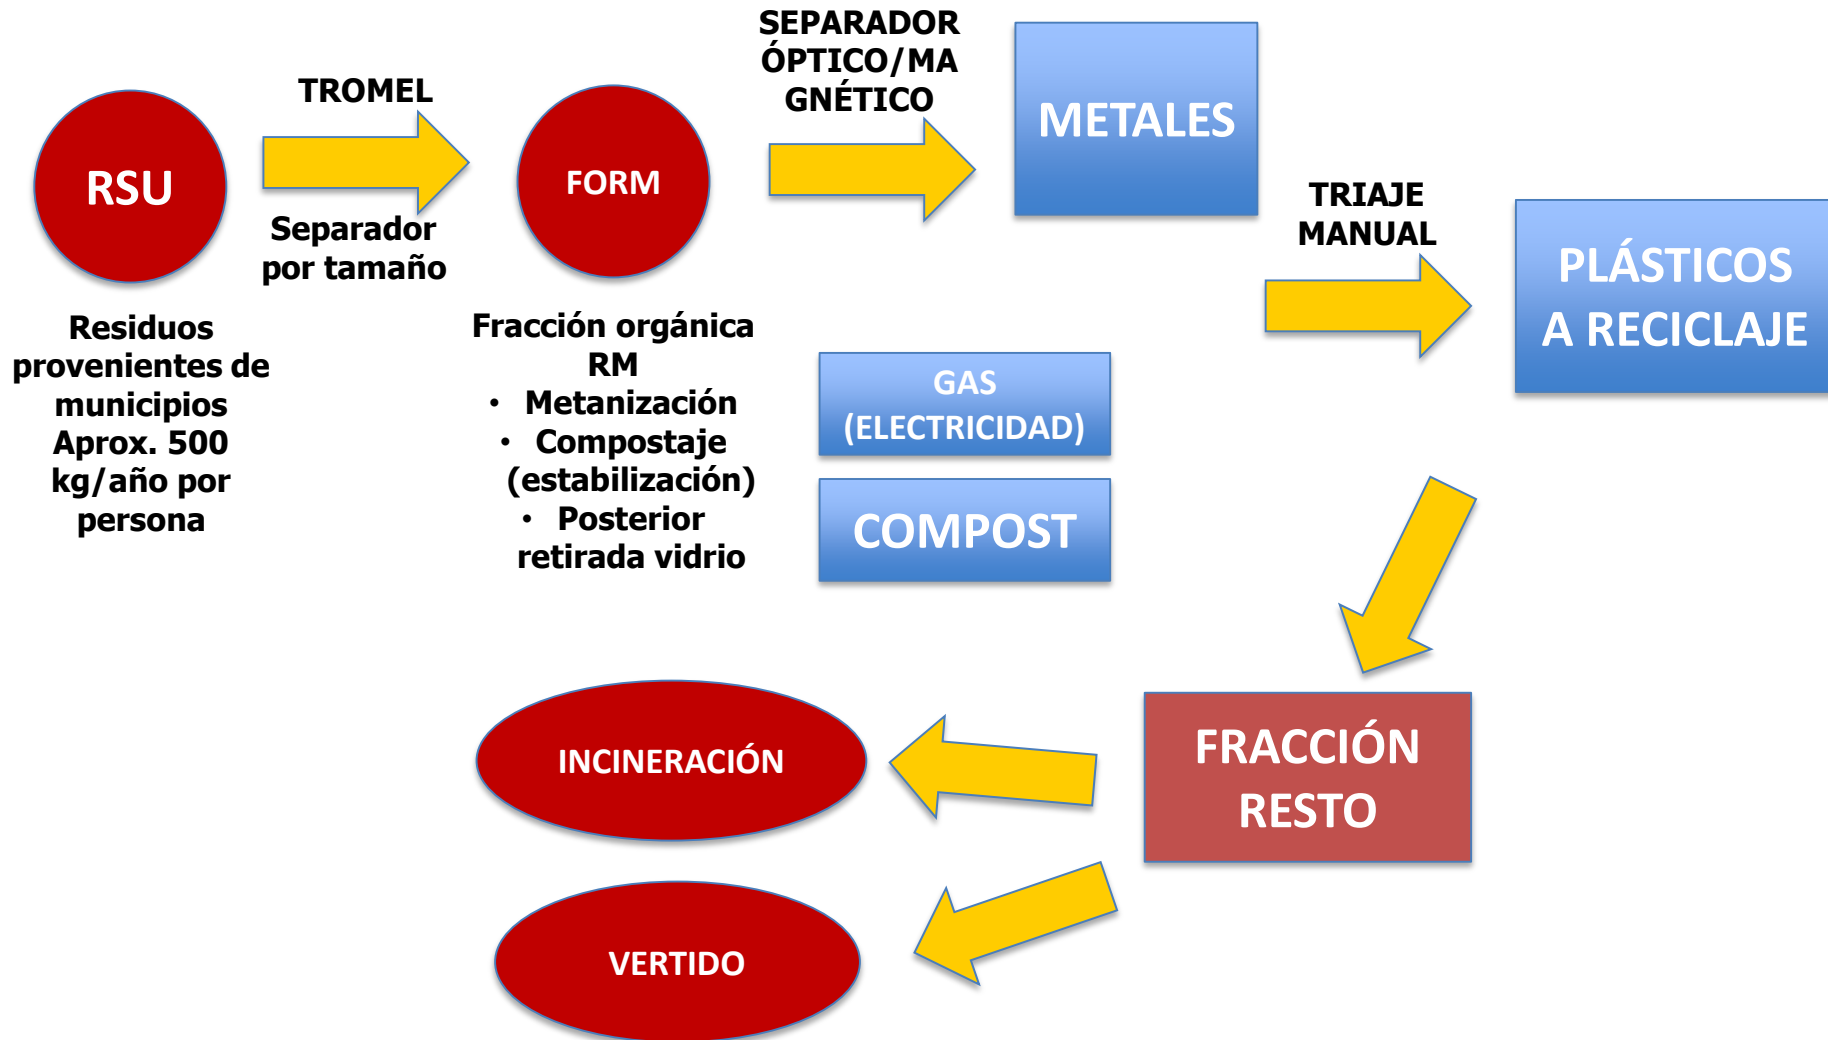 RSU
Residuos
provenientes de
municipios
Aprox. 500
kg/año por
persona
TROMEL
Separador
por tamaño
FORM
Fracción orgánica
RM
• Metanización
• Compostaje
(estabilización)
• Posterior
retirada vidrio
SEPARADOR
ÓPTICO/MA
GNÉTICO
METALES
GAS
(ELECTRICIDAD)
COMPOST
TRIAJE
MANUAL
PLÁSTICOS
A RECICLAJE
FRACCIÓN
RESTO
INCINERACIÓN
VERTIDO